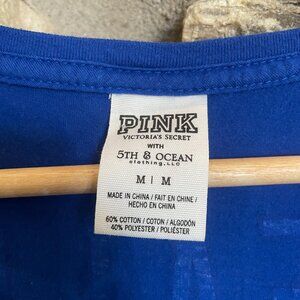 PINK
VICTORIA'S SECRET
WITH
5TH & OCEAN
clothing.LLC
M | M
MADE IN CHINA / FAIT EN CHINE /
HECHO EN CHINA
60% COTTON / COTON / ALGODÓN
40% POLYESTER / POLIÉSTER